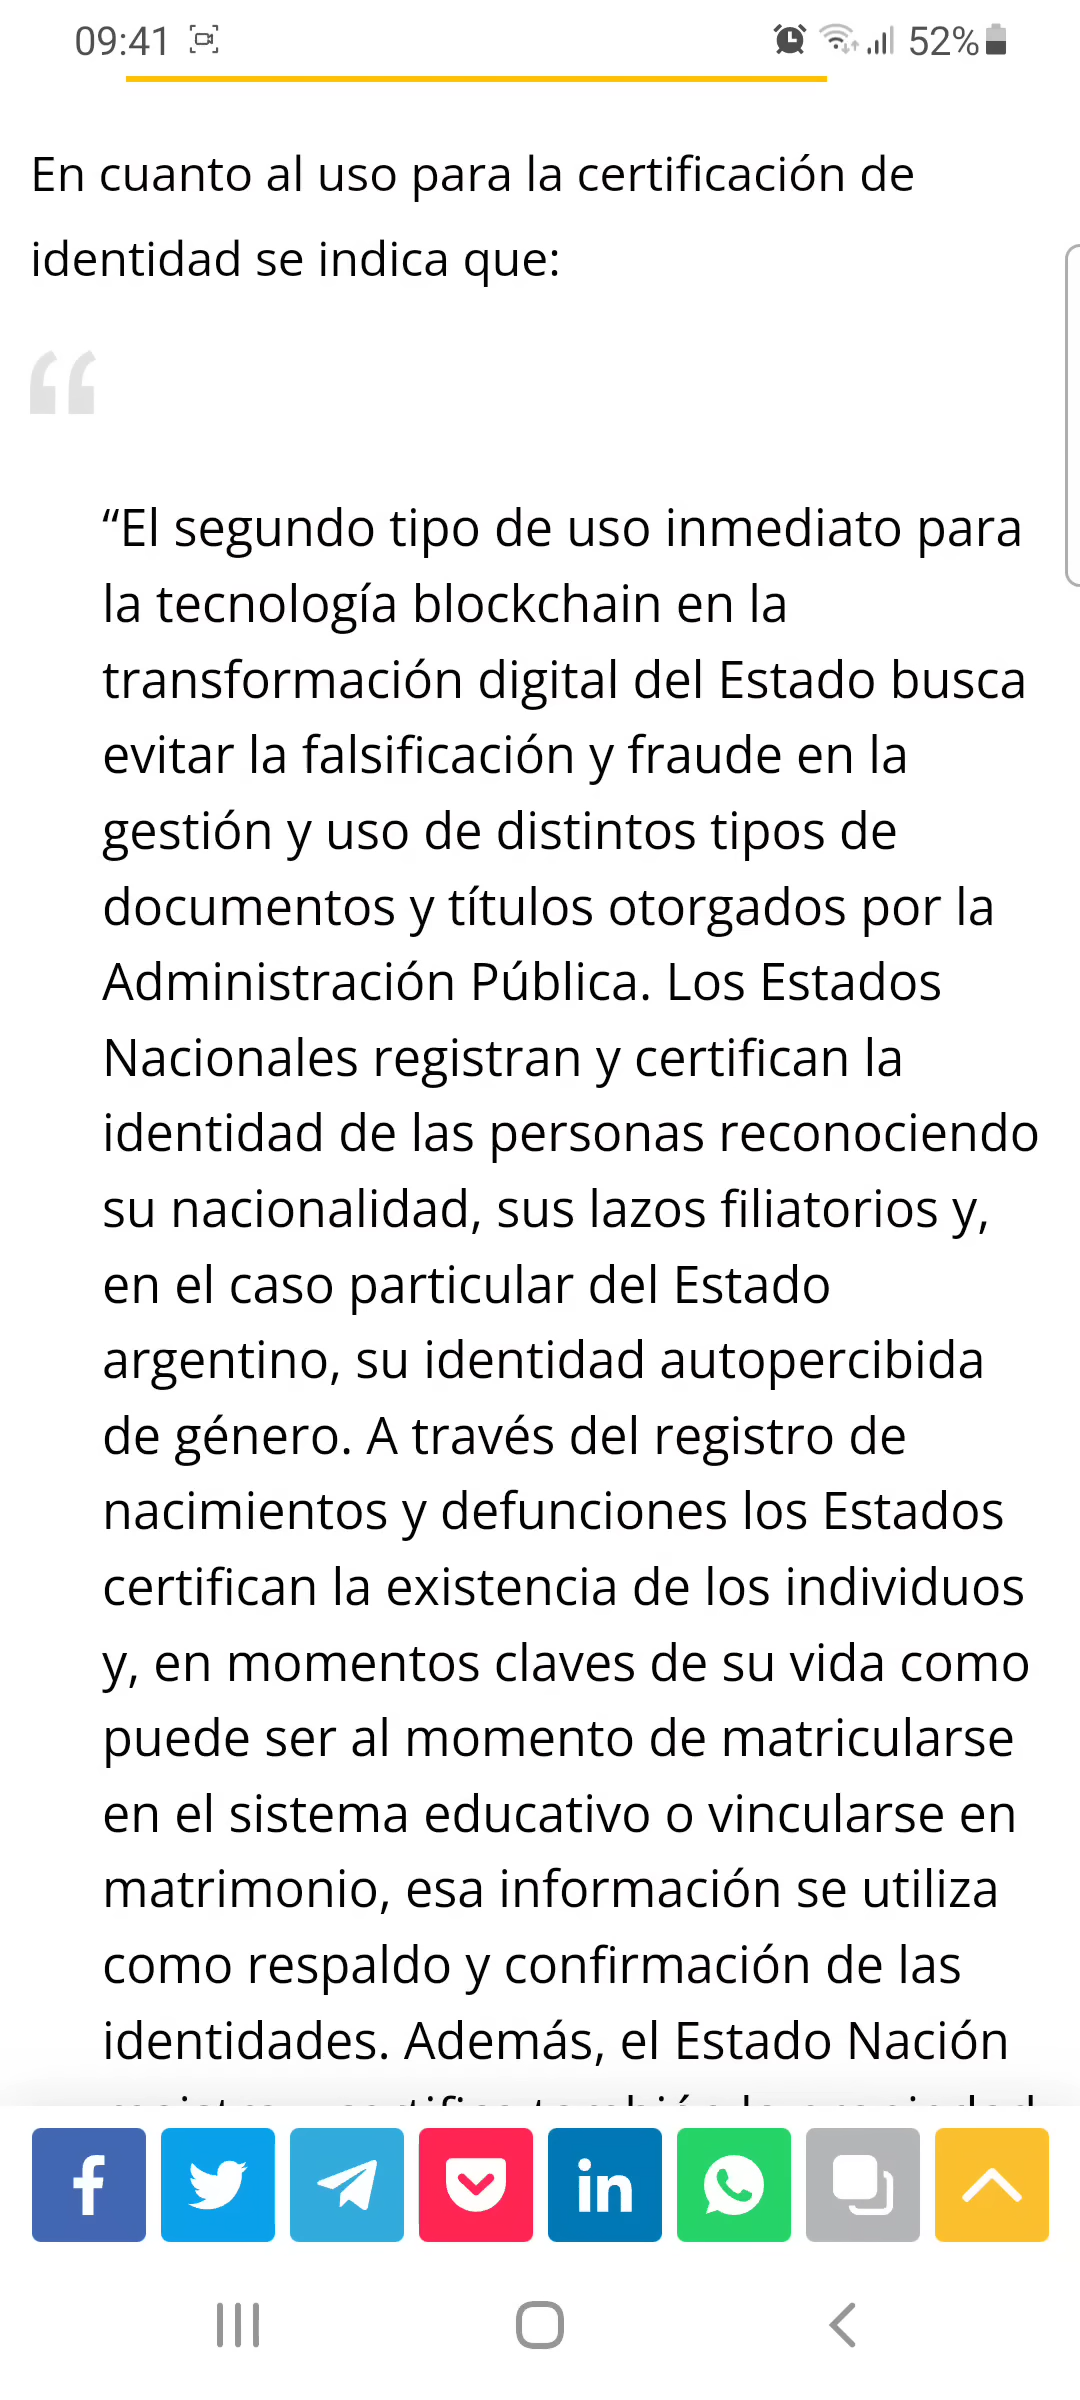 09:41
52%
En cuanto al uso para la certificación de
identidad se indica que:
“
“El segundo tipo de uso inmediato para
la tecnología blockchain en la
transformación digital del Estado busca
evitar la falsificación y fraude en la
gestión y uso de distintos tipos de
documentos y títulos otorgados por la
Administración Pública. Los Estados
Nacionales registran y certifican la
identidad de las personas reconociendo
su nacionalidad, sus lazos filiatorios y,
en el caso particular del Estado
argentino, su identidad autopercibida
de género. A través del registro de
nacimientos y defunciones los Estados
certifican la existencia de los individuos
y, en momentos claves de su vida como
puede ser al momento de matricularse
en el sistema educativo o vincularse en
matrimonio, esa información se utiliza
como respaldo y confirmación de las
identidades. Además, el Estado Nación